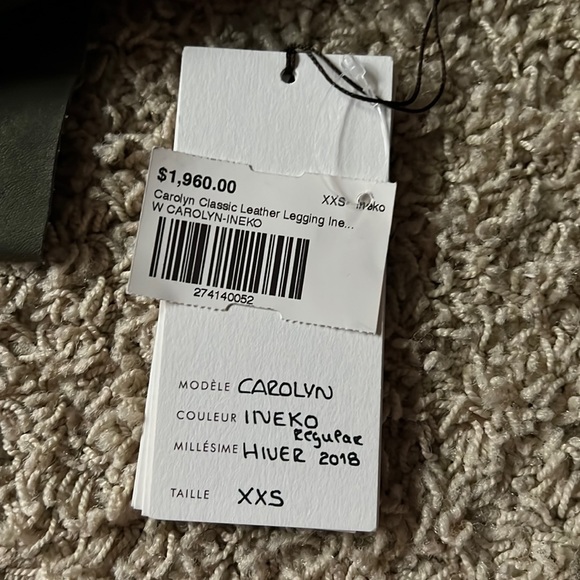 $1,960.00
XXS- Ineko
Carolyn Classic Leather Legging Ine...
W CAROLYN-INEKO
274140052
MODÈLE CAROLYN
COULEUR INEKO
REGULAR
MILLÉSIME HIVER 2018
TAILLE XXS